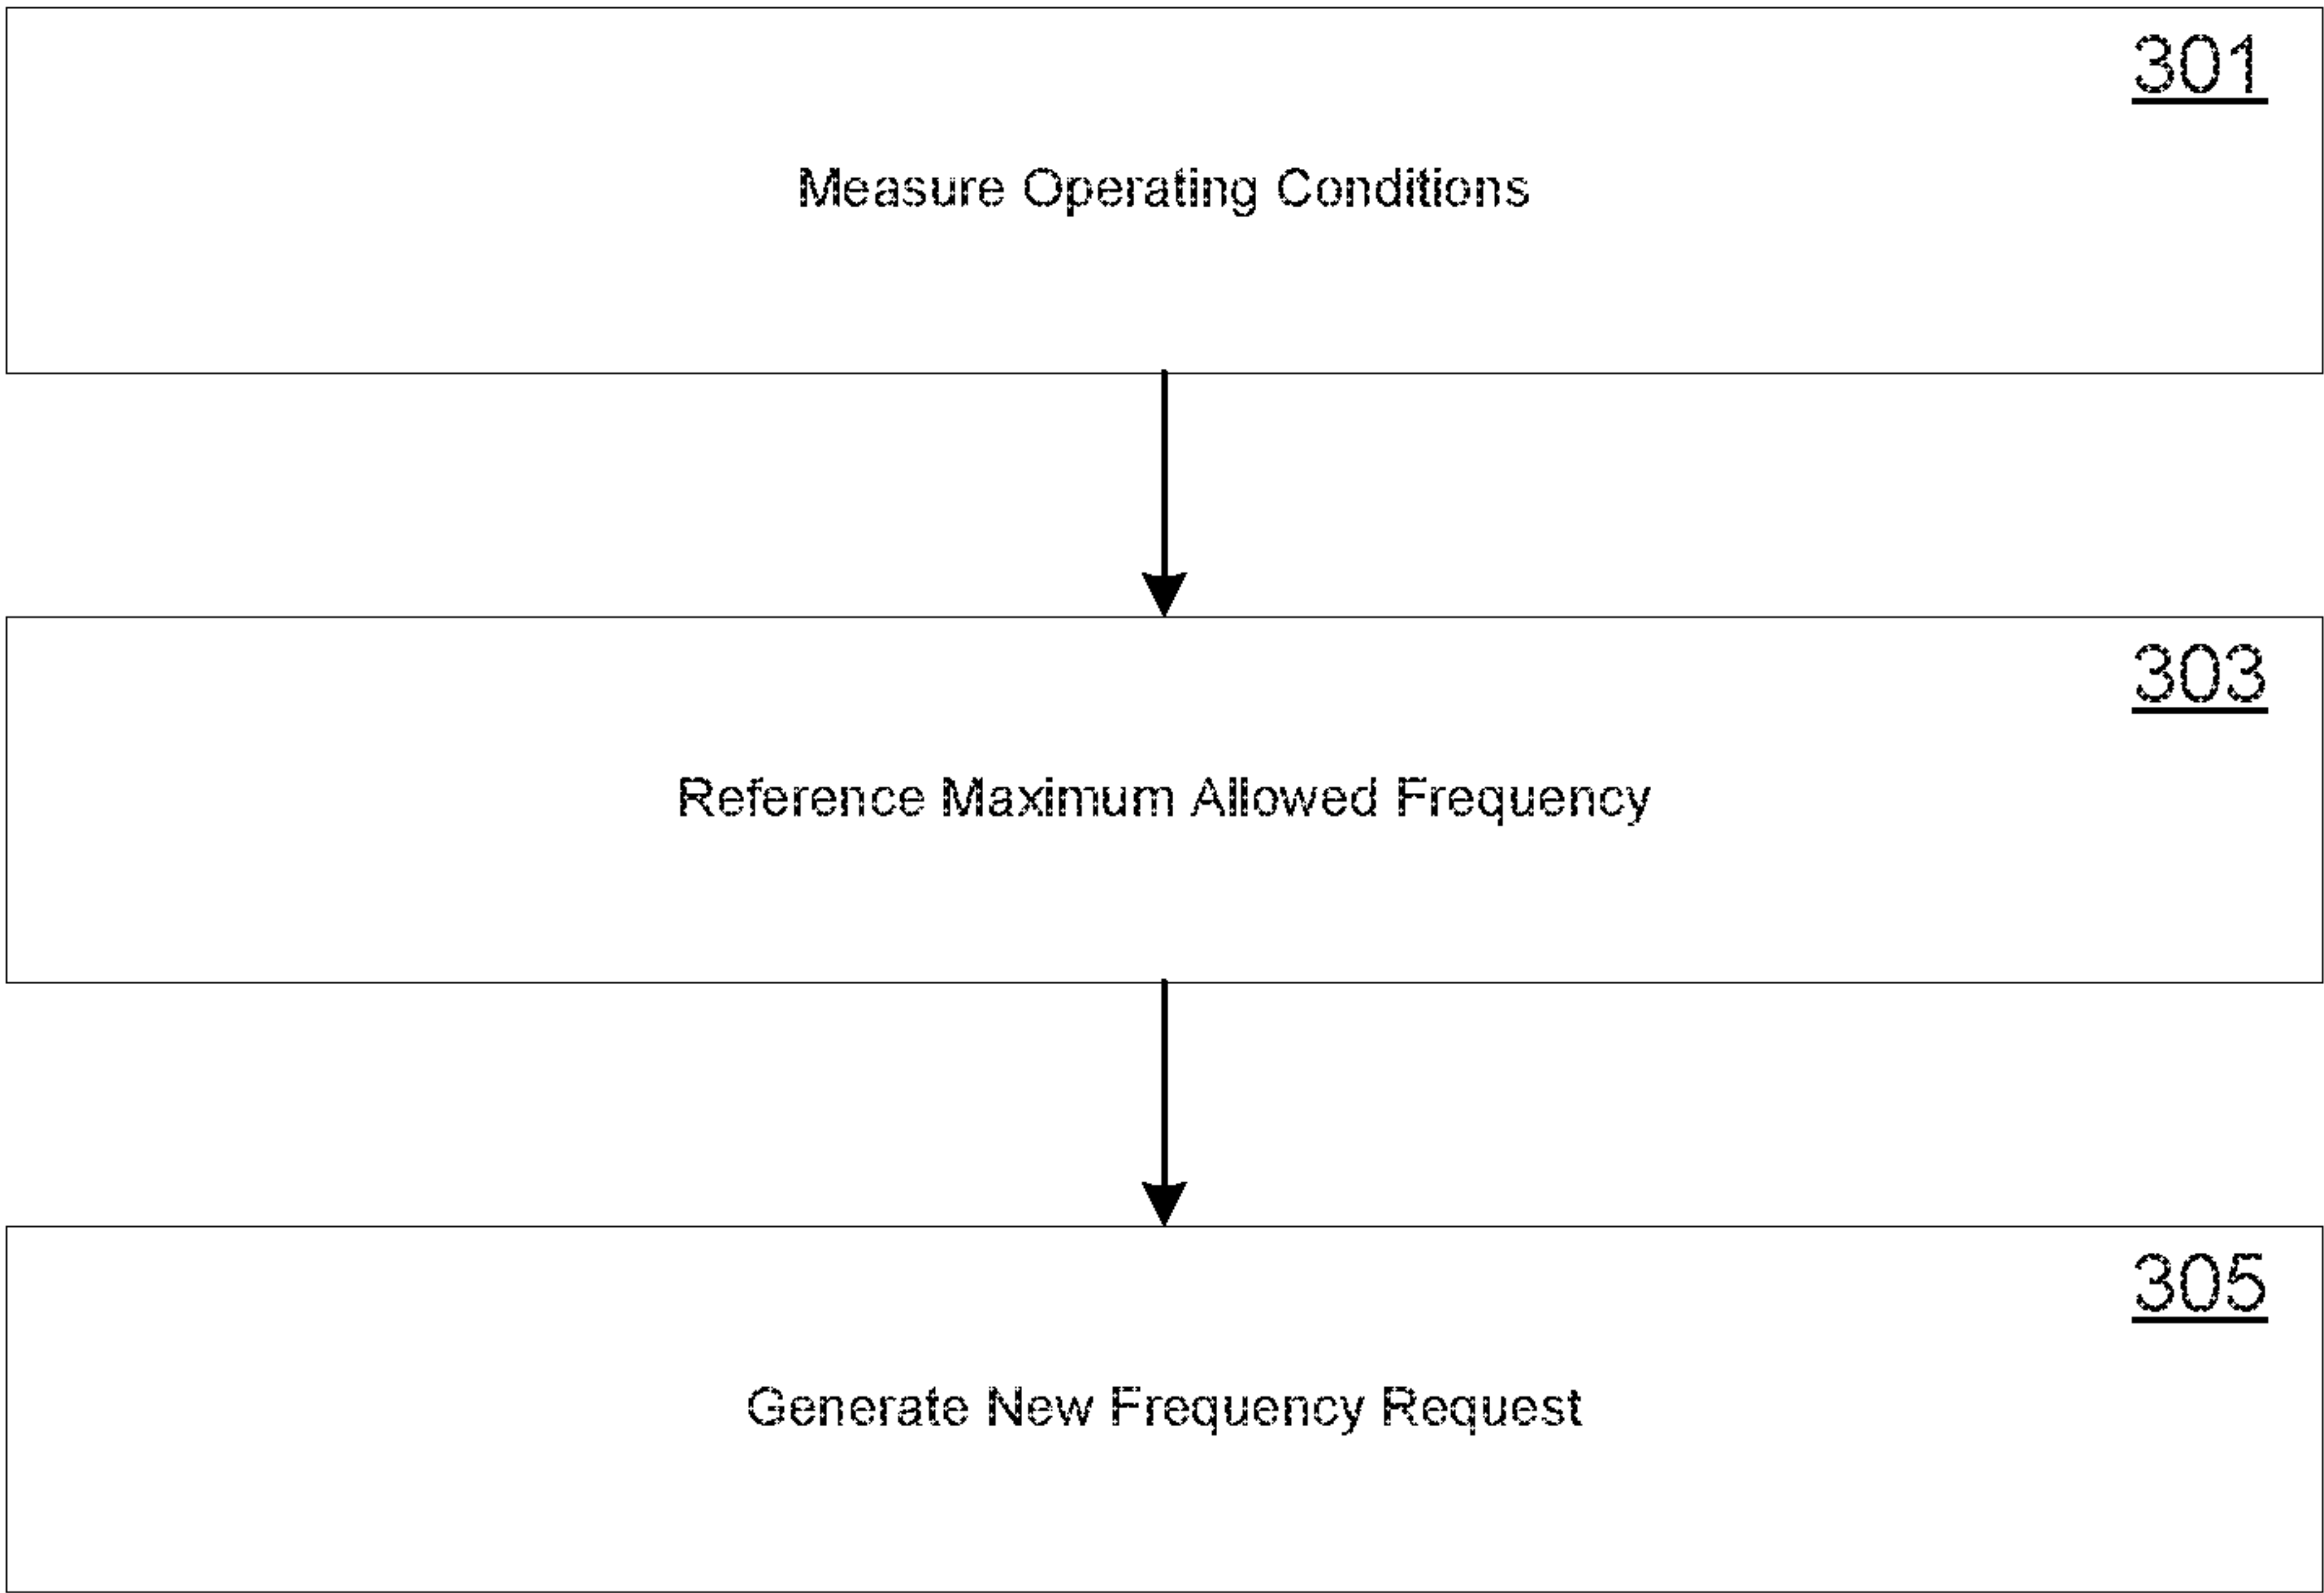 301
Measure Operating Conditions
303
Reference Maximum Allowed Frequency
305
Generate New Frequency Request